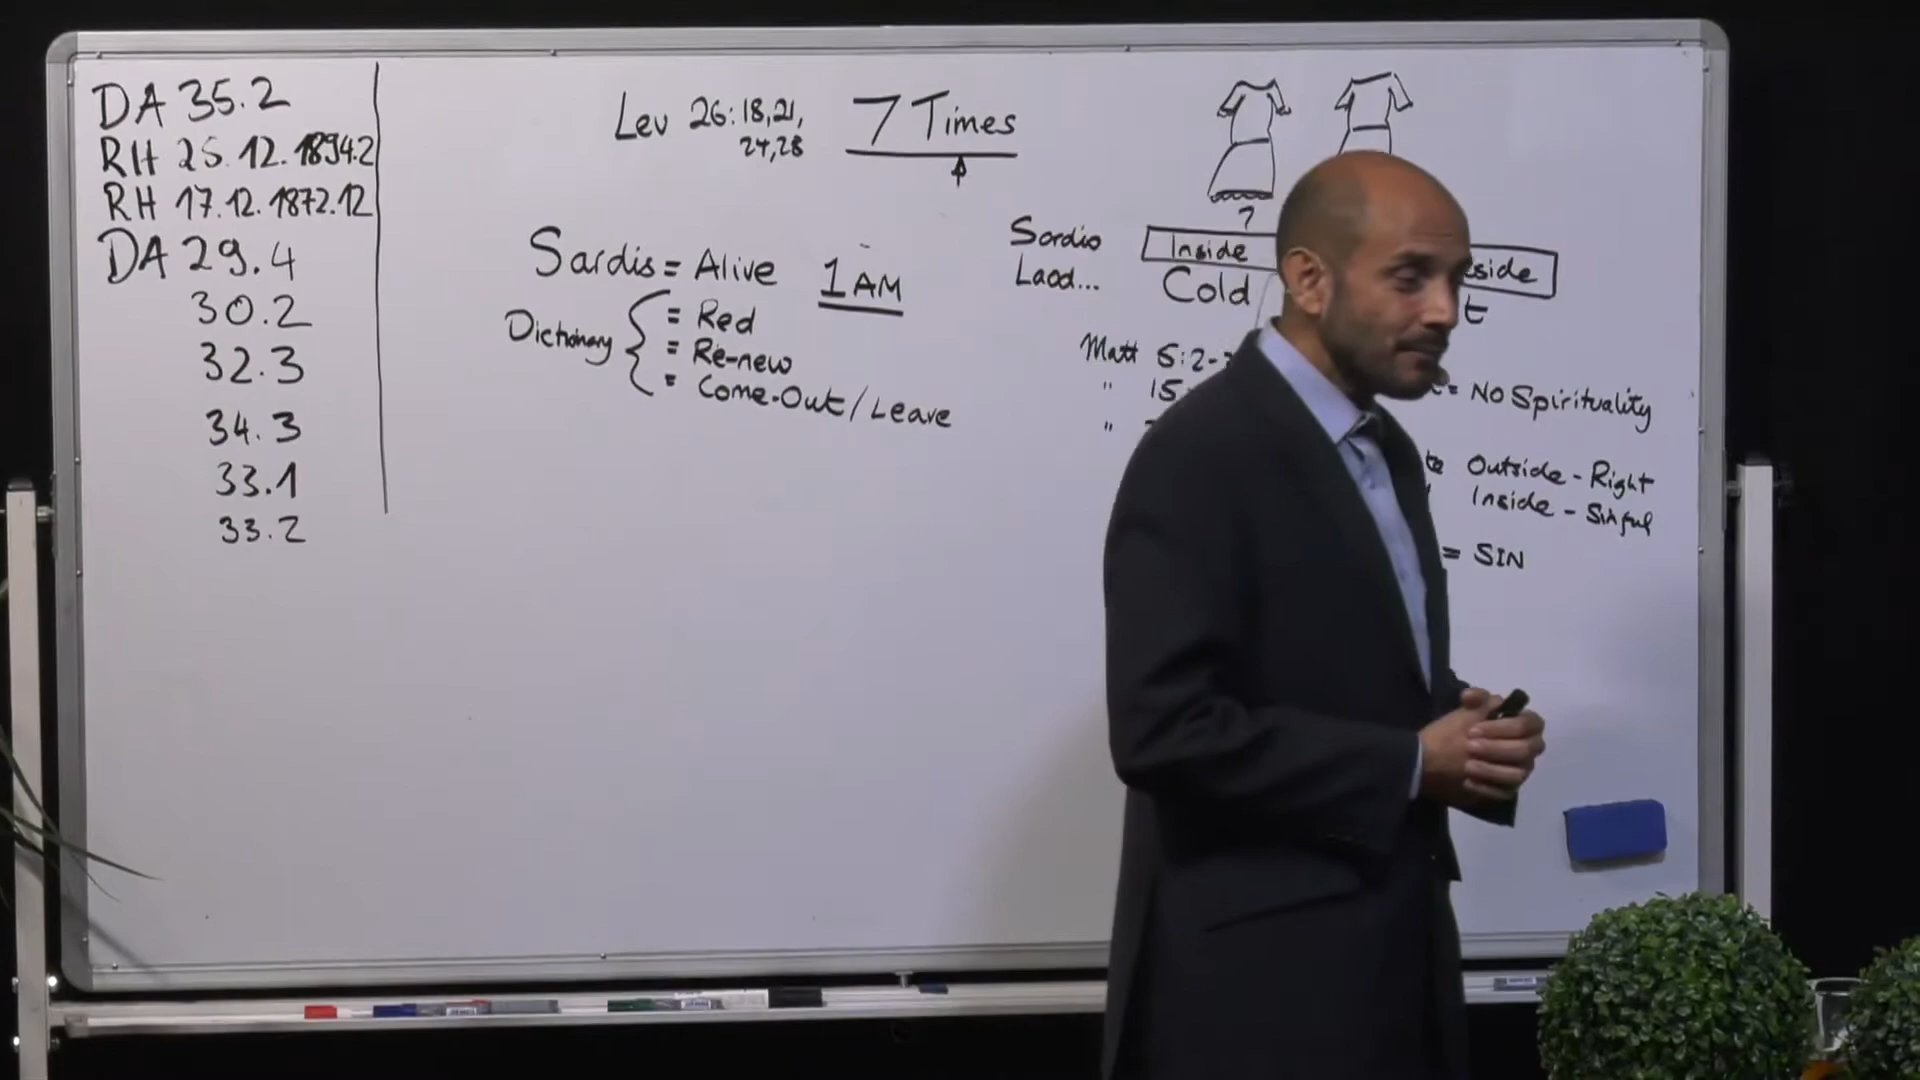 DA 35.2
RH 25.12.1894.2
RH 17.12.1872.12
DA 29.4
30.2
32.3
34.3
33.1
33.2
Lev 26:18,21,
24,28
7 Times
Sardis = Alive 1 AM
Dictionary
= Red
= Re-new
= Come-Out/Leave
?
Sardis
Inside
Laod...
Cold
Matt 5:2-
" 15
"
= NO Spirituality
Outside - Right
Inside - Sinful
= SIN